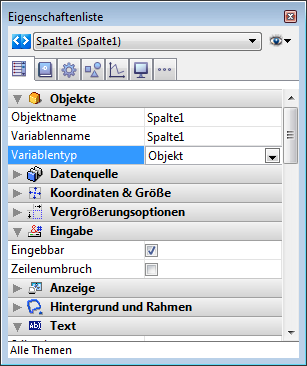 Eigenschaftenliste
Spalte1 (Spalte1)
Objekte
Objektname Spalte1
Variablenname Spalte1
Variablentyp Objekt
Datenquelle
Koordinaten & Größe
Vergrößerungsoptionen
Eingabe
Eingebbar
Zeilenumbruch
Anzeige
Hintergrund und Rahmen
Text
Alle Themen